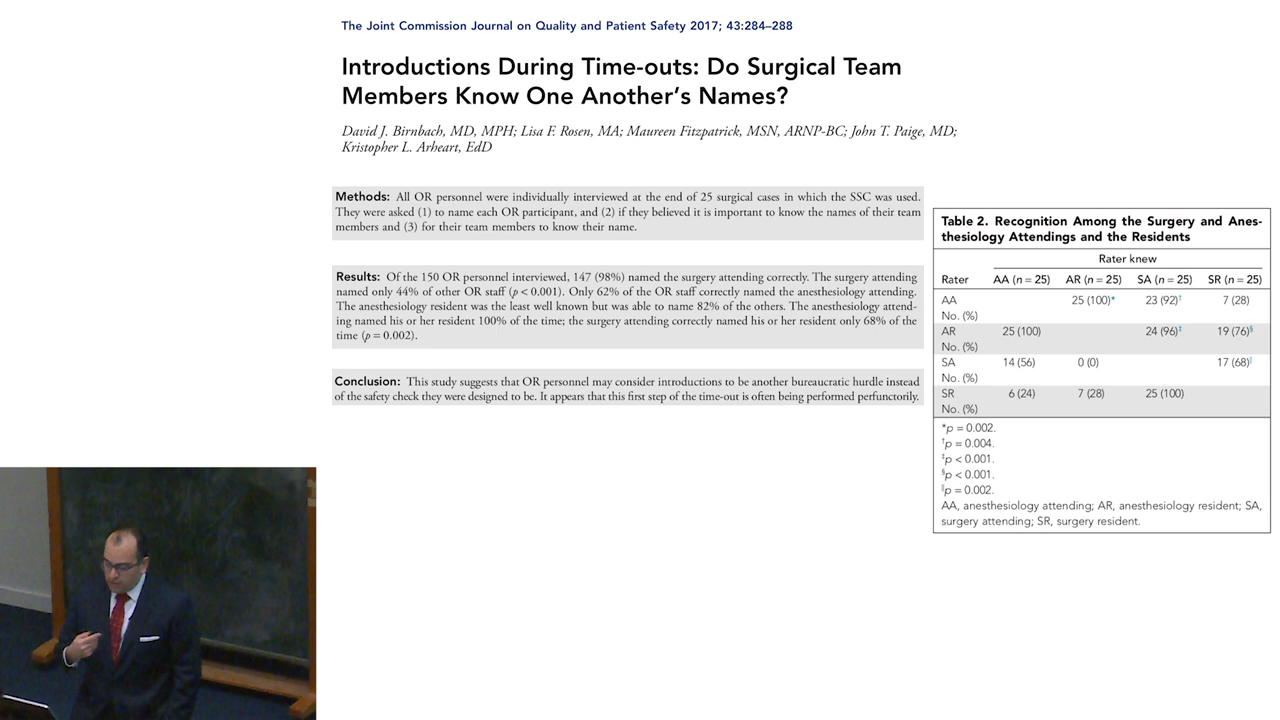 The Joint Commission Journal on Quality and Patient Safety 2017; 43:284–288
Introductions During Time-outs: Do Surgical Team
Members Know One Another’s Names?
David J. Birnbach, MD, MPH; Lisa F. Rosen, MA; Maureen Fitzpatrick, MSN, ARNP-BC; John T. Paige, MD;
Kristopher L. Arheart, EdD
Methods: All OR personnel were individually interviewed at the end of 25 surgical cases in which the SSC was used.
They were asked (1) to name each OR participant, and (2) if they believed it is important to know the names of their team
members and (3) for their team members to know their name.
Results: Of the 150 OR personnel interviewed, 147 (98%) named the surgery attending correctly. The surgery attending
named only 44% of other OR staff (p < 0.001). Only 62% of the OR staff correctly named the anesthesiology attending.
The anesthesiology resident was the least well known but was able to name 82% of the others. The anesthesiology attend-
ing named his or her resident 100% of the time; the surgery attending correctly named his or her resident only 68% of the
time (p = 0.002).
Conclusion: This study suggests that OR personnel may consider introductions to be another bureaucratic hurdle instead
of the safety check they were designed to be. It appears that this first step of the time-out is often being performed perfunctorily.
Table 2. Recognition Among the Surgery and Anes-
thesiology Attendings and the Residents
Rater knew
Rater AA (n = 25) AR (n = 25) SA (n = 25) SR (n = 25)
AA 25 (100)* 23 (92)† 7 (28)
No. (%)
AR 25 (100) 24 (96)‡ 19 (76)§
No. (%)
SA 14 (56) 0 (0) 17 (68)‖
No. (%)
SR 6 (24) 7 (28) 25 (100)
No. (%)
*p = 0.002.
†p = 0.004.
‡p < 0.001.
§p < 0.001.
‖p = 0.002.
AA, anesthesiology attending; AR, anesthesiology resident; SA,
surgery attending; SR, surgery resident.